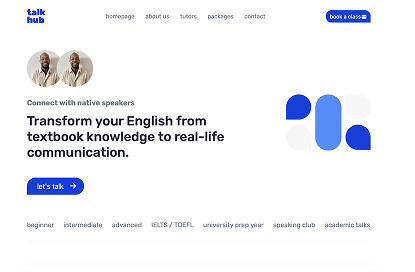 talk
hub
homepage about us tutors packages contact
book a class
Connect with native speakers
Transform your English from
textbook knowledge to real-life
communication.
let's talk
beginner intermediate advanced IELTS / TOEFL university prep year speaking club academic talks